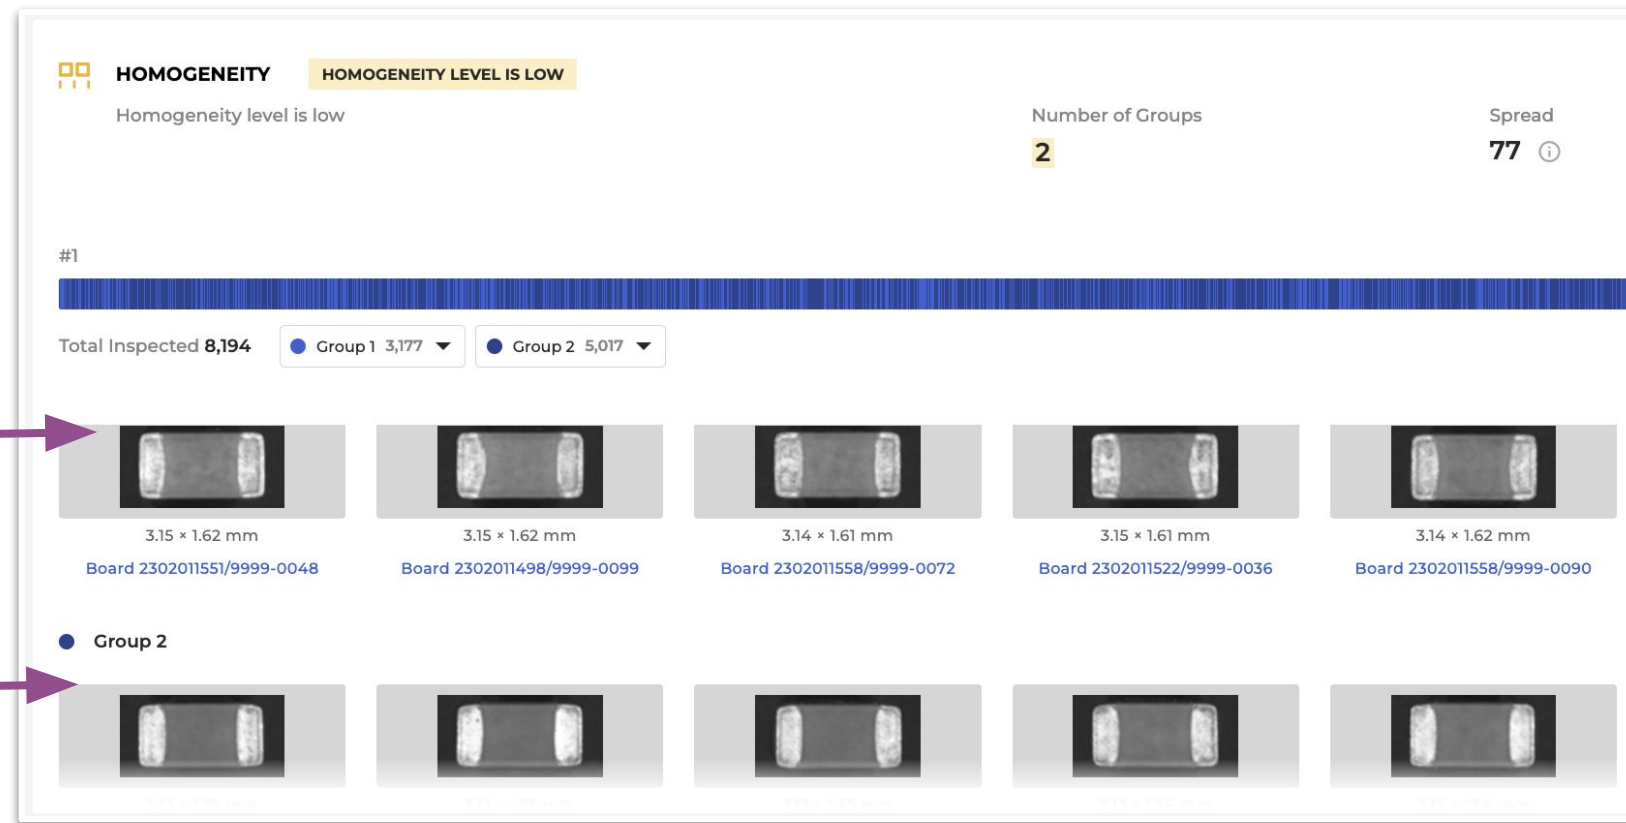 HOMOGENEITY HOMOGENEITY LEVEL IS LOW
Homogeneity level is low
Number of Groups
2
Spread
77
#1
Total Inspected 8,194 Group 1 3,177 Group 2 5,017
3.15 × 1.62 mm 3.15 × 1.62 mm 3.14 × 1.61 mm 3.15 × 1.61 mm 3.14 × 1.62 mm
Board 2302011551/9999-0048 Board 2302011498/9999-0099 Board 2302011558/9999-0072 Board 2302011522/9999-0036 Board 2302011558/9999-0090
Group 2